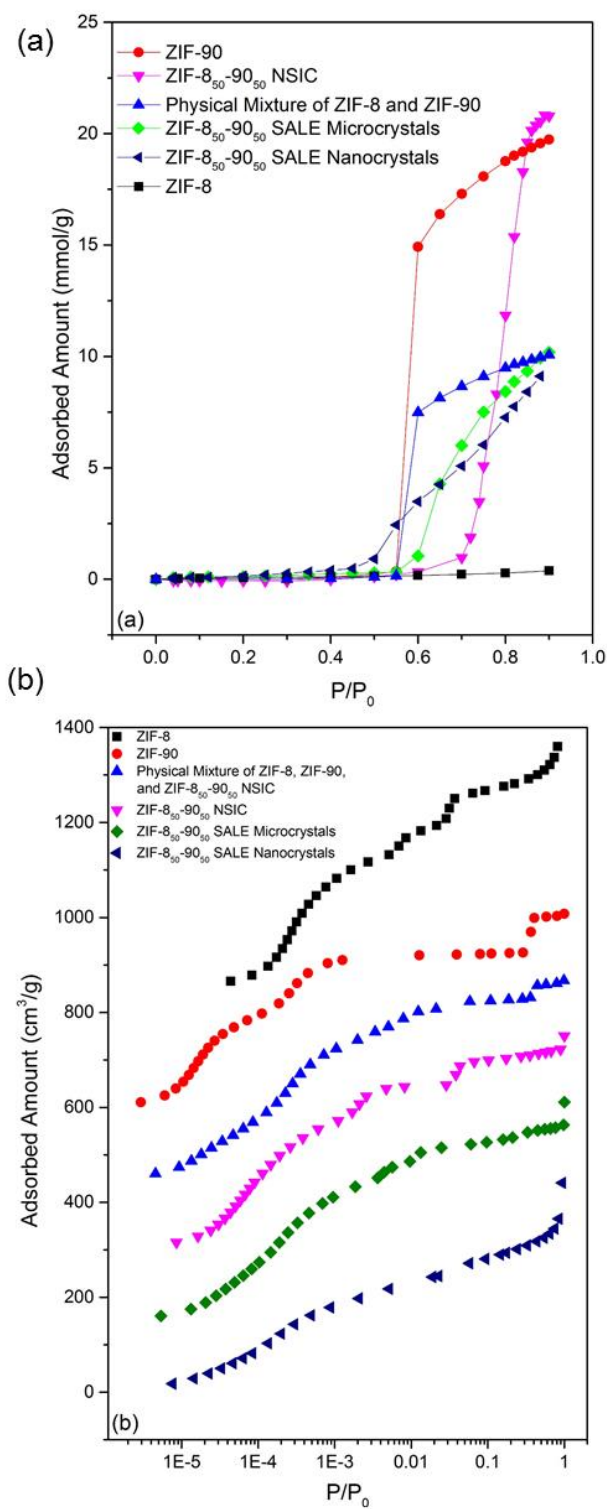 (a)
ZIF-90
ZIF-8₅₀-90₅₀ NSIC
Physical Mixture of ZIF-8 and ZIF-90
ZIF-8₅₀-90₅₀ SALE Microcrystals
ZIF-8₅₀-90₅₀ SALE Nanocrystals
ZIF-8
25
20
15
10
5
0
Adsorbed Amount (mmol/g)
(a)
0.0 0.2 0.4 0.6 0.8 1.0
P/P₀
(b)
ZIF-8
ZIF-90
Physical Mixture of ZIF-8, ZIF-90,
and ZIF-8₅₀-90₅₀ NSIC
ZIF-8₅₀-90₅₀ NSIC
ZIF-8₅₀-90₅₀ SALE Microcrystals
ZIF-8₅₀-90₅₀ SALE Nanocrystals
1400
1200
1000
800
600
400
200
0
Adsorbed Amount (cm³/g)
(b)
1E-5 1E-4 1E-3 0.01 0.1 1
P/P₀